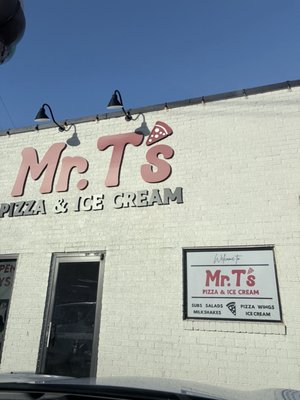 Mr. T's
PIZZA & ICE CREAM
Welcome to
Mr. T's
PIZZA & ICE CREAM
SUBS SALADS PIZZA WINGS
MILKSHAKES ICE CREAM